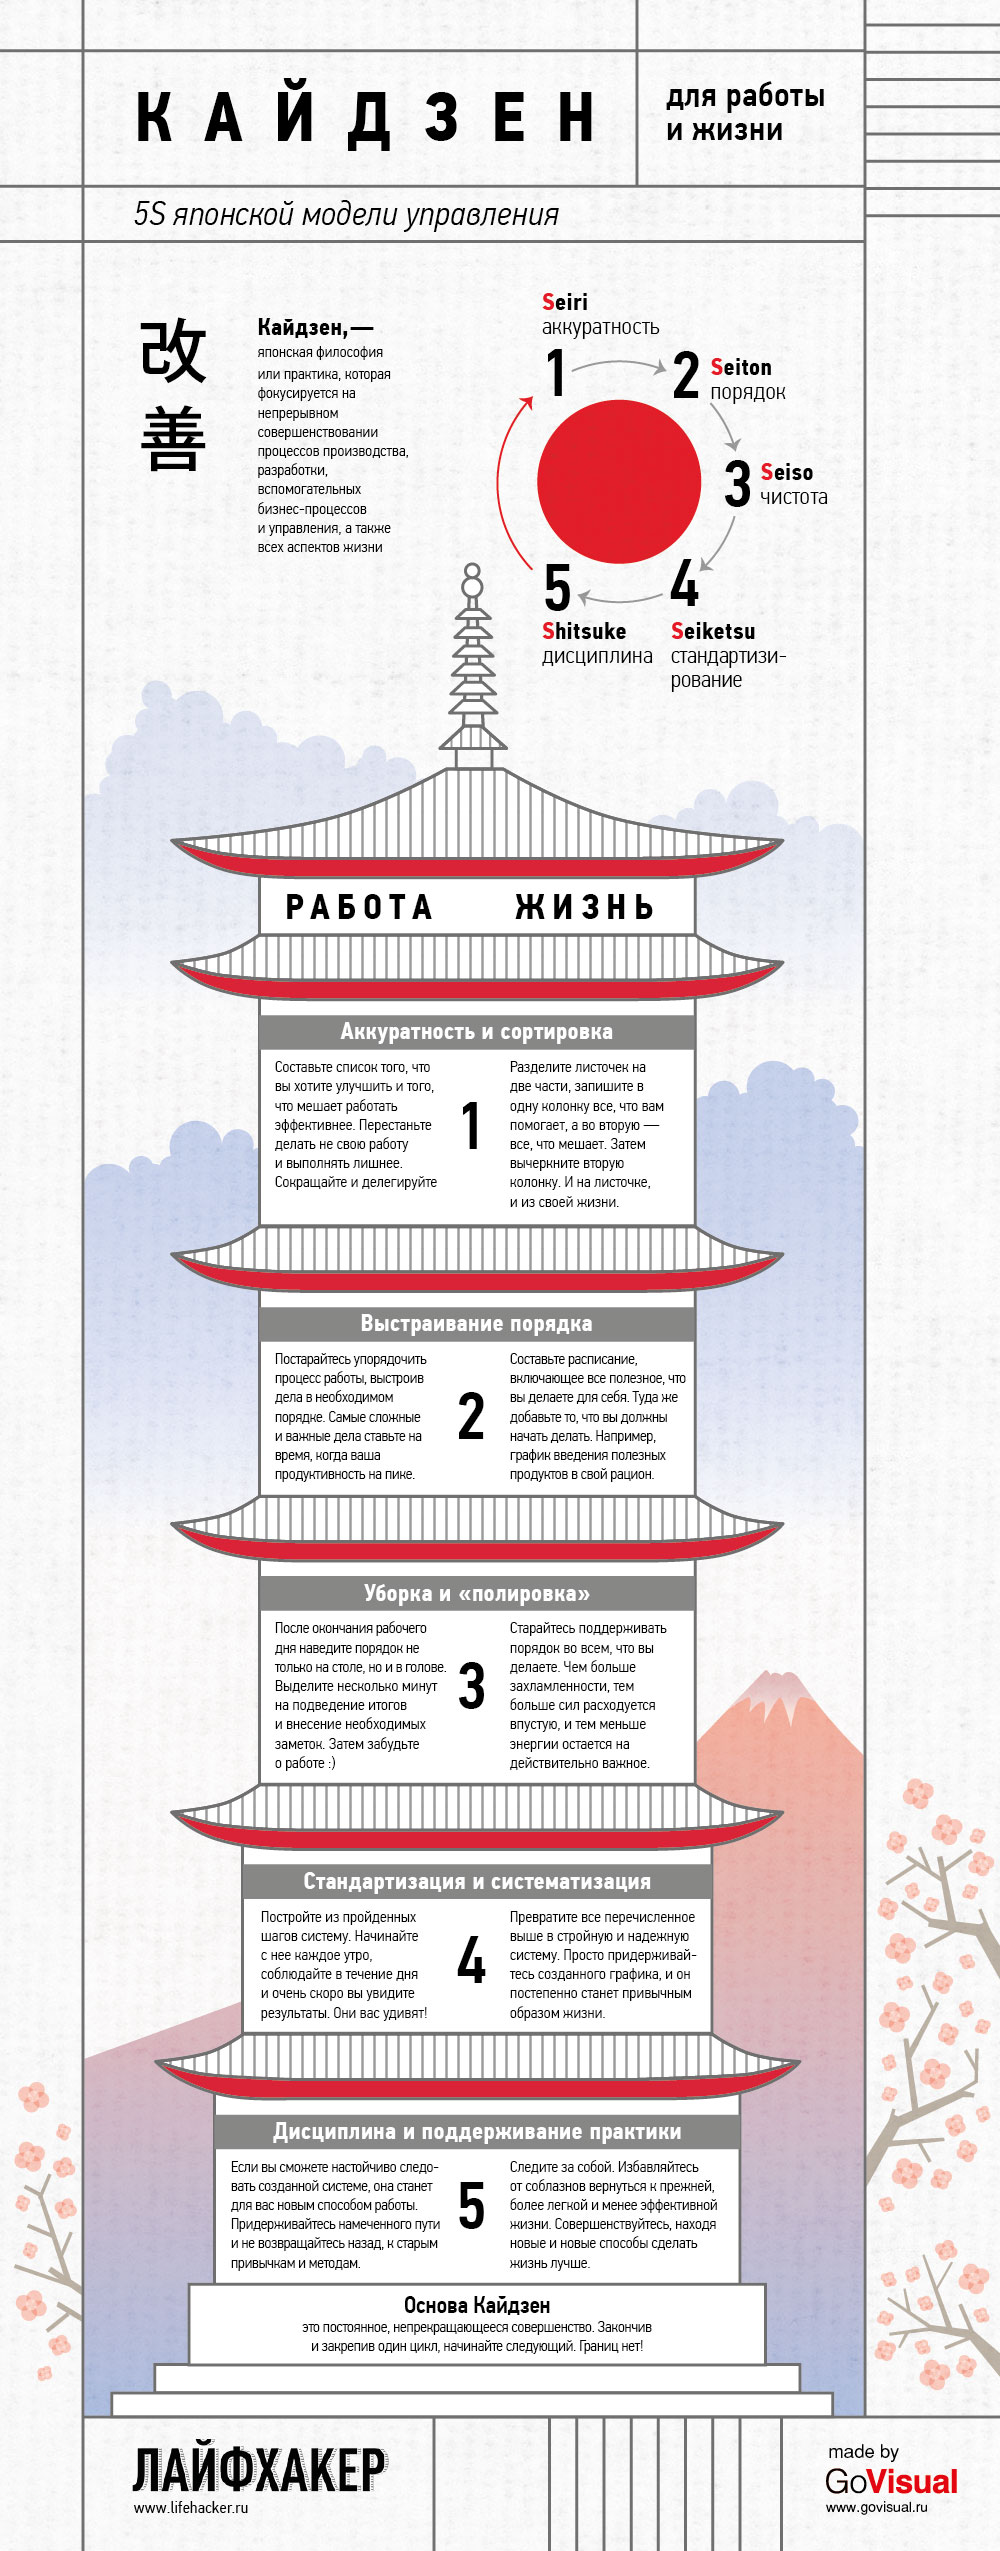 КАЙДЗЕН
для работы
и жизни
5S японской модели управления
改
善
Кайдзен,—
японская философия
или практика, которая
фокусируется на
непрерывном
совершенствовании
процессов производства,
разработки,
вспомогательных
бизнес-процессов
и управления, а также
всех аспектов жизни
Seiri
аккуратность
1
2
Seiton
порядок
3
Seiso
чистота
4
Seiketsu
стандартизи-
рование
5
Shitsuke
дисциплина
РАБОТА ЖИЗНЬ
Аккуратность и сортировка
Составьте список того, что
вы хотите улучшить и того,
что мешает работать
эффективнее. Перестаньте
делать не свою работу
и выполнять лишнее.
Сокращайте и делегируйте
1
Разделите листочек на
две части, запишите в
одну колонку все, что вам
помогает, а во вторую —
все, что мешает. Затем
вычеркните вторую
колонку. И на листочке,
и из своей жизни.
Выстраивание порядка
Постарайтесь упорядочить
процесс работы, выстроив
дела в необходимом
порядке. Самые сложные
и важные дела ставьте на
время, когда ваша
продуктивность на пике.
2
Составьте расписание,
включающее все полезное, что
вы делаете для себя. Туда же
добавьте то, что вы должны
начать делать. Например,
график введения полезных
продуктов в свой рацион.
Уборка и «полировка»
После окончания рабочего
дня наведите порядок не
только на столе, но и в голове.
Выделите несколько минут
на подведение итогов
и внесение необходимых
заметок. Затем забудьте
о работе :)
3
Старайтесь поддерживать
порядок во всем, что вы
делаете. Чем больше
захламленности, тем
больше сил расходуется
впустую, и тем меньше
энергии остается на
действительно важное.
Стандартизация и систематизация
Постройте из пройденных
шагов систему. Начинайте
с нее каждое утро,
соблюдайте в течение дня
и очень скоро вы увидите
результаты. Они вас удивят!
4
Превратите все перечисленное
выше в стройную и надежную
систему. Просто придерживай-
тесь созданного графика, и он
постепенно станет привычным
образом жизни.
Дисциплина и поддерживание практики
Если вы сможете настойчиво следо-
вать созданной системе, она станет
для вас новым способом работы.
Придерживайтесь намеченного пути
и не возвращайтесь назад, к старым
привычкам и методам.
5
Следите за собой. Избавляйтесь
от соблазнов вернуться к прежней,
более легкой и менее эффективной
жизни. Совершенствуйтесь, находя
новые и новые способы сделать
жизнь лучше.
Основа Кайдзен
это постоянное, непрекращающееся совершенство. Закончив
и закрепив один цикл, начинайте следующий. Границ нет!
ЛАЙФХАКЕР
www.lifehacker.ru
made by
GoVisual
www.govisual.ru